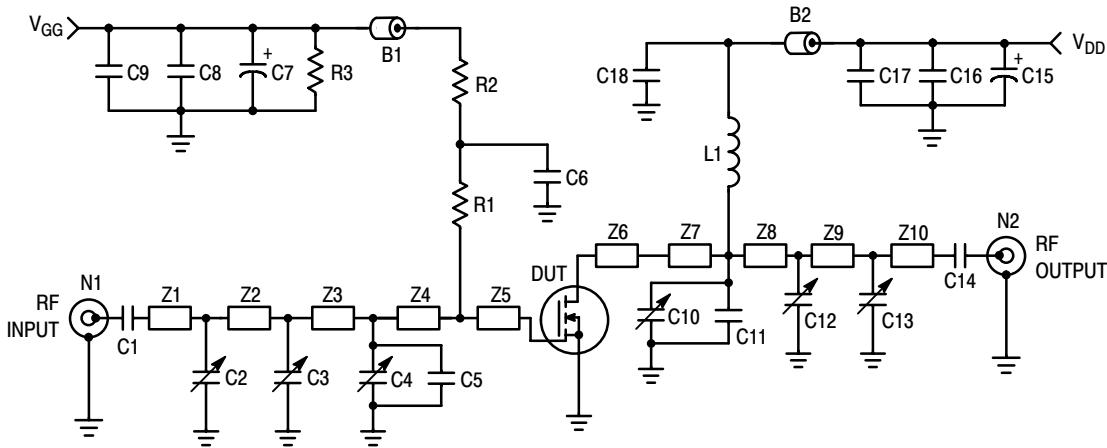 VGG
C9
C8
C7
+
R3
B1
R2
C6
R1
B2
VDD
C18
C17
C16
+
C15
L1
N1
RF
INPUT
C1
Z1
Z2
Z3
Z4
Z5
C2
C3
C4
C5
DUT
Z6
Z7
Z8
Z9
Z10
C10
C11
C12
C13
C14
N2
RF
OUTPUT